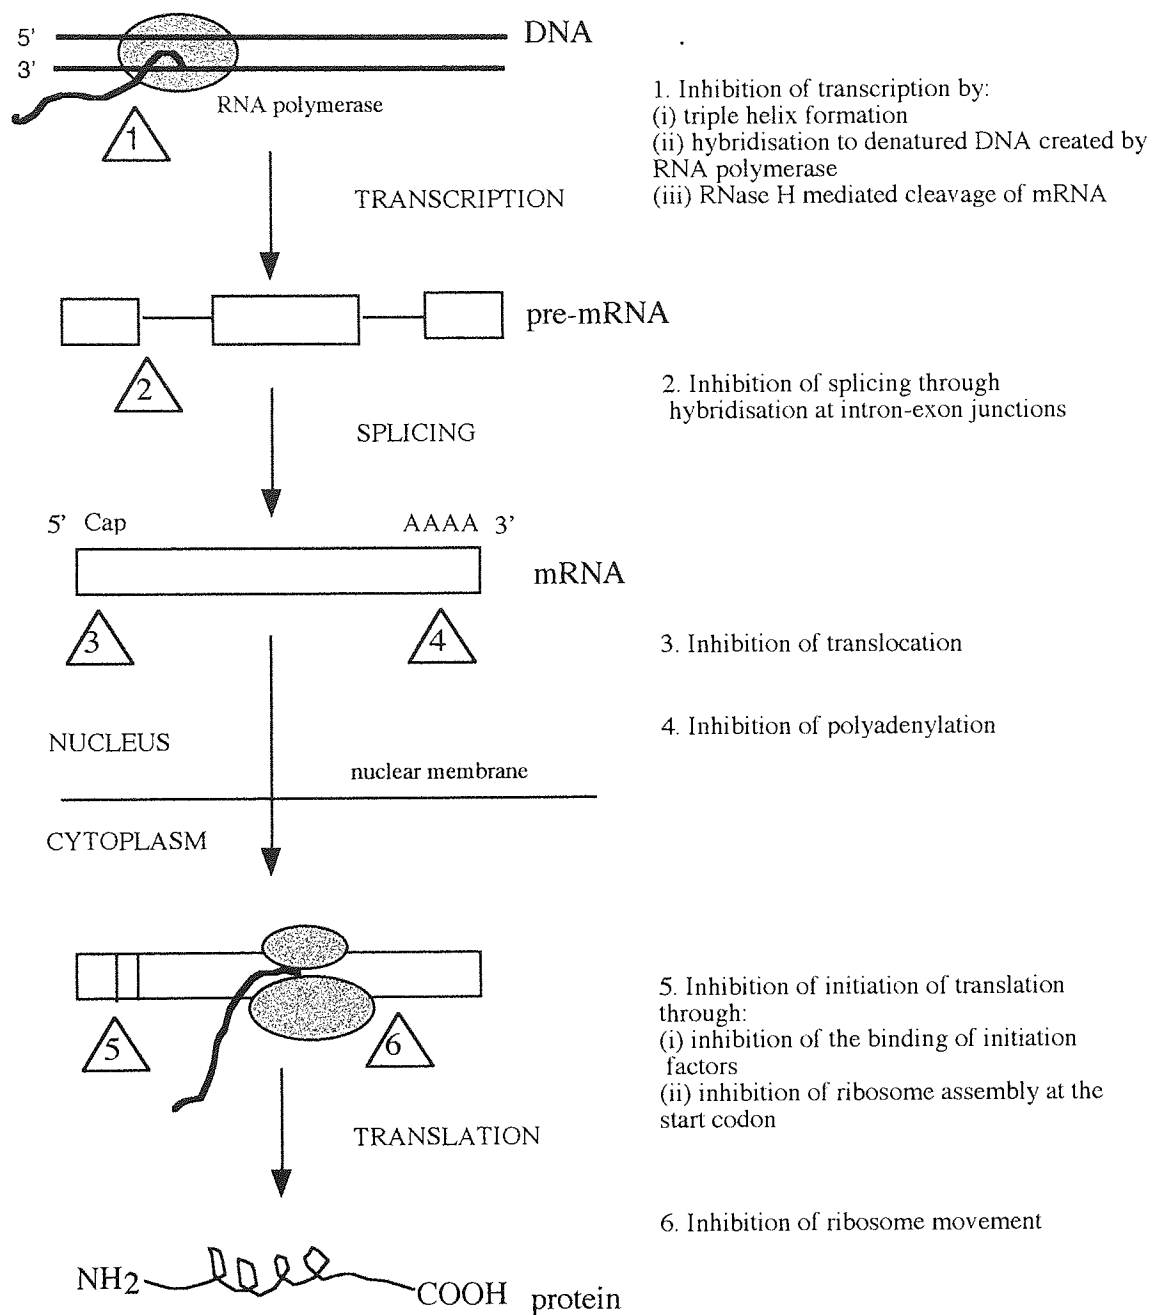 5' DNA
3'
RNA polymerase
1
1. Inhibition of transcription by:
(i) triple helix formation
(ii) hybridisation to denatured DNA created by
RNA polymerase
(iii) RNase H mediated cleavage of mRNA
TRANSCRIPTION
pre-mRNA
2
2. Inhibition of splicing through
hybridisation at intron-exon junctions
SPLICING
5' Cap AAAA 3'
mRNA
3 4
3. Inhibition of translocation
4. Inhibition of polyadenylation
NUCLEUS
nuclear membrane
CYTOPLASM
5 6
5. Inhibition of initiation of translation
through:
(i) inhibition of the binding of initiation
factors
(ii) inhibition of ribosome assembly at the
start codon
TRANSLATION
6. Inhibition of ribosome movement
NH2 COOH protein